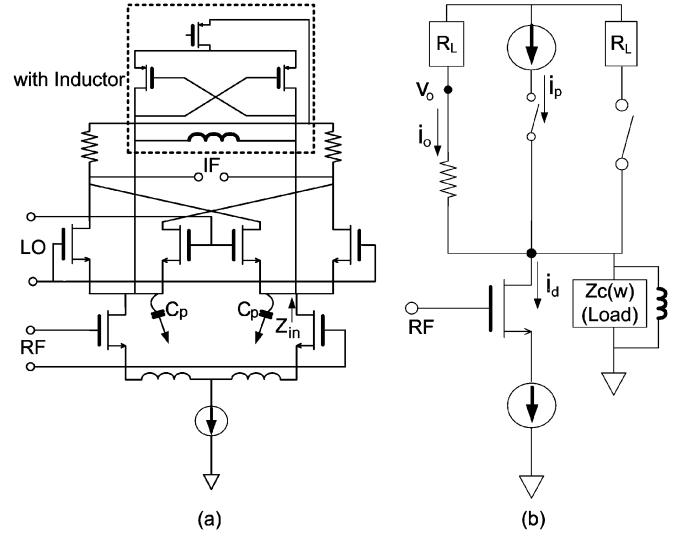 with Inductor
IF
LO
Cp
Cp
Zin
RF
(a)
RL
RL
ip
vo
io
id
RF
Zc(w)
(Load)
(b)